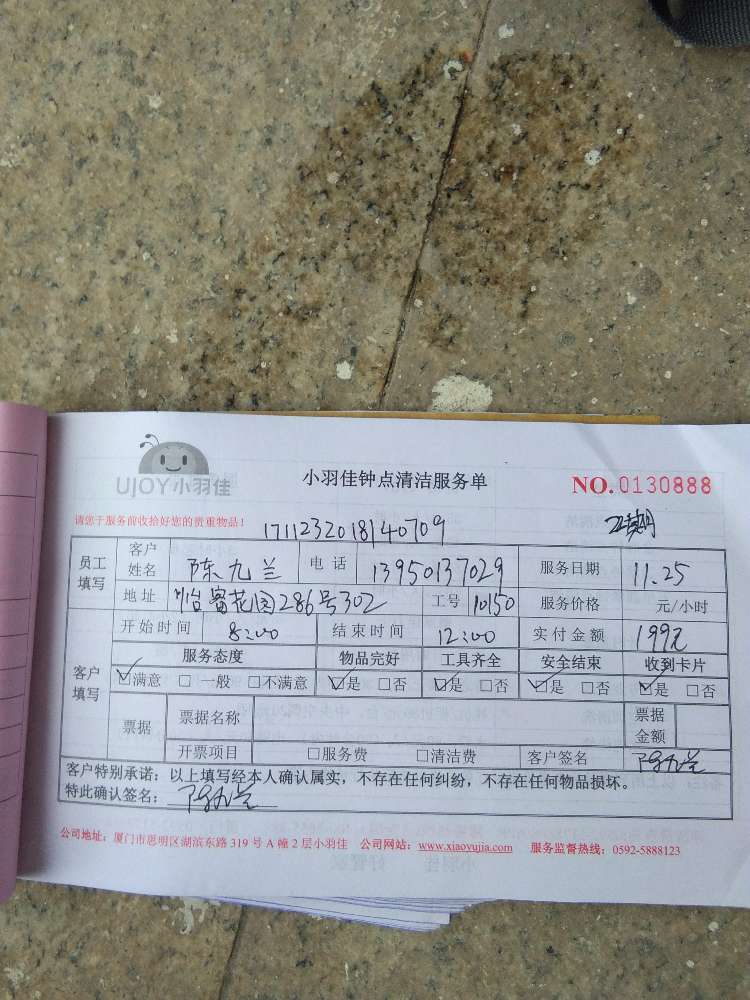 UJOY小羽佳
小羽佳钟点清洁服务单
NO.0130888
请您于服务前收拾好您的贵重物品！
1711232018140709
员工填写 客户姓名 陈九兰 电话 13950137029 服务日期 11.25
地址 怡富花园286号302 工号 10150 服务价格 元/小时
客户填写 开始时间 8:00 结束时间 12:00 实付金额 199元
服务态度 物品完好 工具齐全 安全结束 收到卡片
☑满意 □一般 □不满意 ☑是 □否 ☑是 □否 ☑是 □否 ☑是 □否
票据 票据名称 票据金额
开票项目 □服务费 □清洁费 客户签名 陈九兰
客户特别承诺：以上填写经本人确认属实，不存在任何纠纷，不存在任何物品损坏。
特此确认签名：陈九兰
公司地址：厦门市思明区湖滨东路 319 号 A 幢 2 层小羽佳 公司网站：www.xiaoyujia.com 服务监督热线：0592-5888123